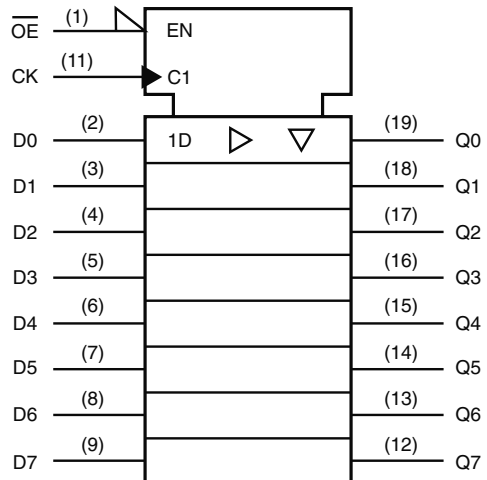 OE (1) EN
CK (11) C1
D0 (2) 1D (19) Q0
D1 (3) (18) Q1
D2 (4) (17) Q2
D3 (5) (16) Q3
D4 (6) (15) Q4
D5 (7) (14) Q5
D6 (8) (13) Q6
D7 (9) (12) Q7